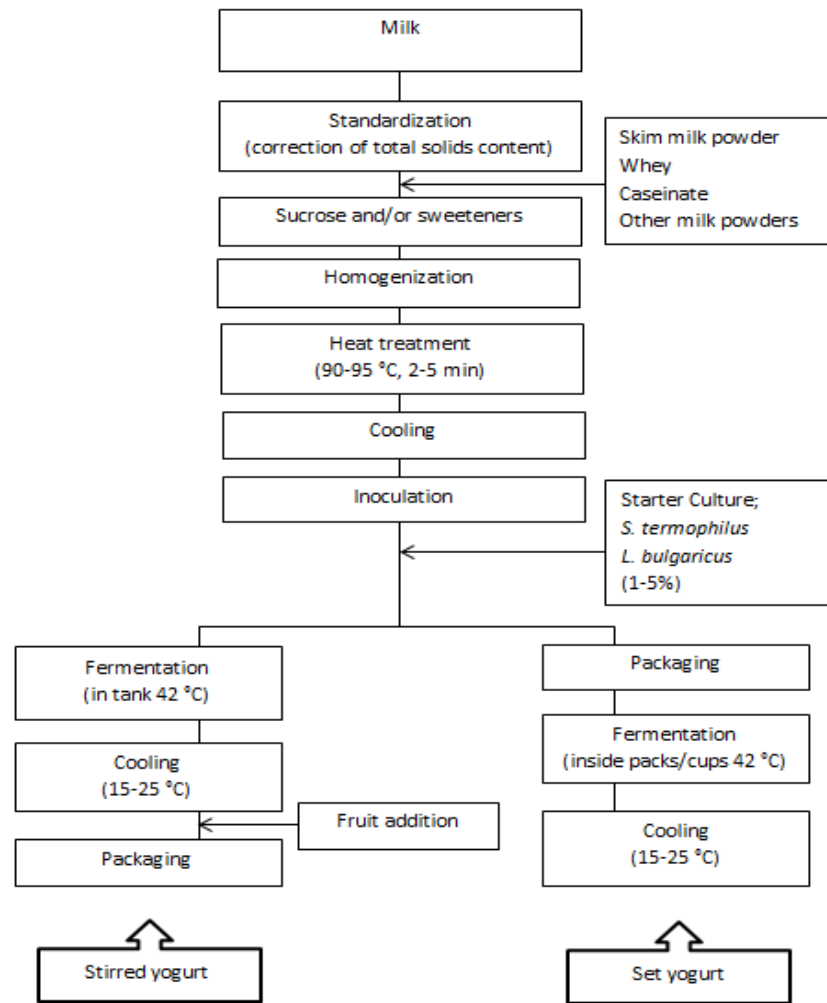 Milk
Standardization
(correction of total solids content)
Skim milk powder
Whey
Caseinate
Other milk powders
Sucrose and/or sweeteners
Homogenization
Heat treatment
(90-95 °C, 2-5 min)
Cooling
Inoculation
Starter Culture;
S. termophilus
L. bulgaricus
(1-5%)
Fermentation
(in tank 42 °C)
Cooling
(15-25 °C)
Fruit addition
Packaging
Stirred yogurt
Packaging
Fermentation
(inside packs/cups 42 °C)
Cooling
(15-25 °C)
Set yogurt